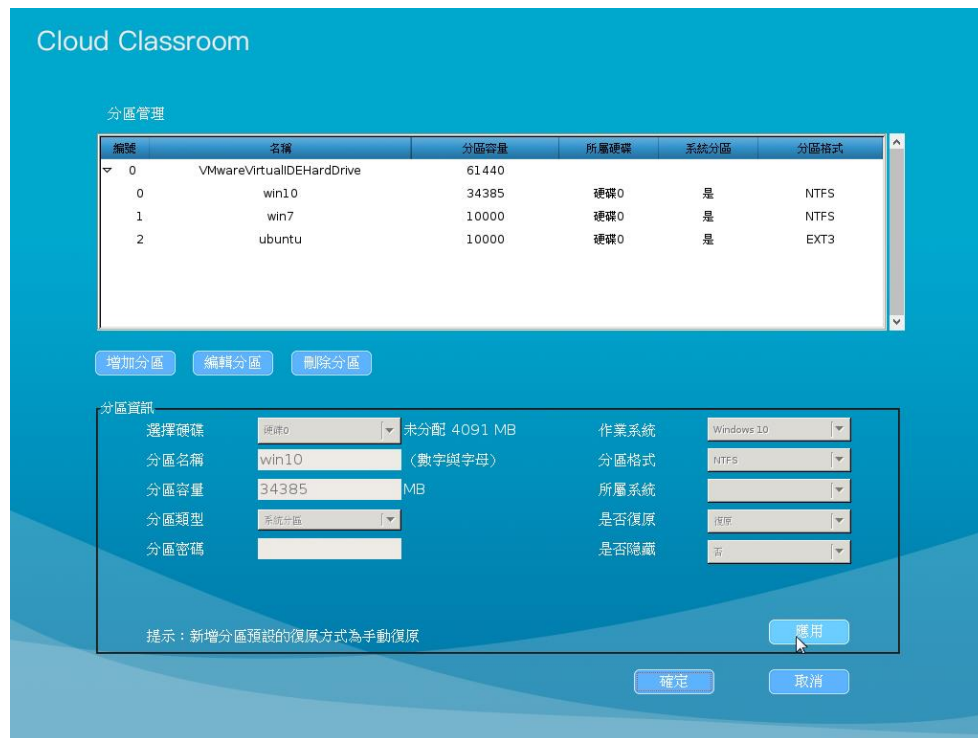 Cloud Classroom
分區管理
編號 名稱 分區容量 所屬硬碟 系統分區 分區格式
0 VMwareVirtualIDEHardDrive 61440
0 win10 34385 硬碟0 是 NTFS
1 win7 10000 硬碟0 是 NTFS
2 ubuntu 10000 硬碟0 是 EXT3
增加分區 編輯分區 刪除分區
分區資訊
選擇硬碟 硬碟0 未分配 4091 MB 作業系統 Windows 10
分區名稱 win10 (數字與字母) 分區格式 NTFS
分區容量 34385 MB 所屬系統
分區類型 系統分區 是否復原 復原
分區密碼 是否隱藏 否
提示：新增分區預設的復原方式為手動復原 應用
確定 取消